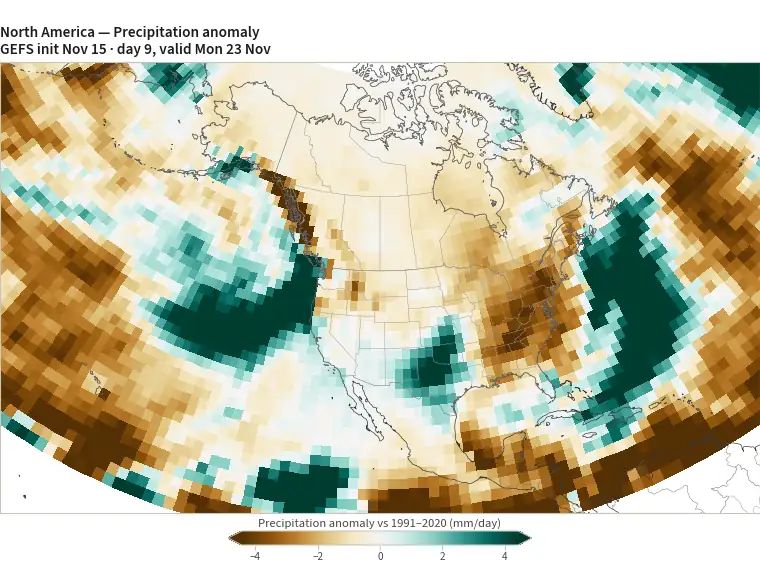 North America — Precipitation anomaly
GEFS init Nov 15 · day 9, valid Mon 23 Nov
Precipitation anomaly vs 1991–2020 (mm/day)
−4 −2 0 2 4